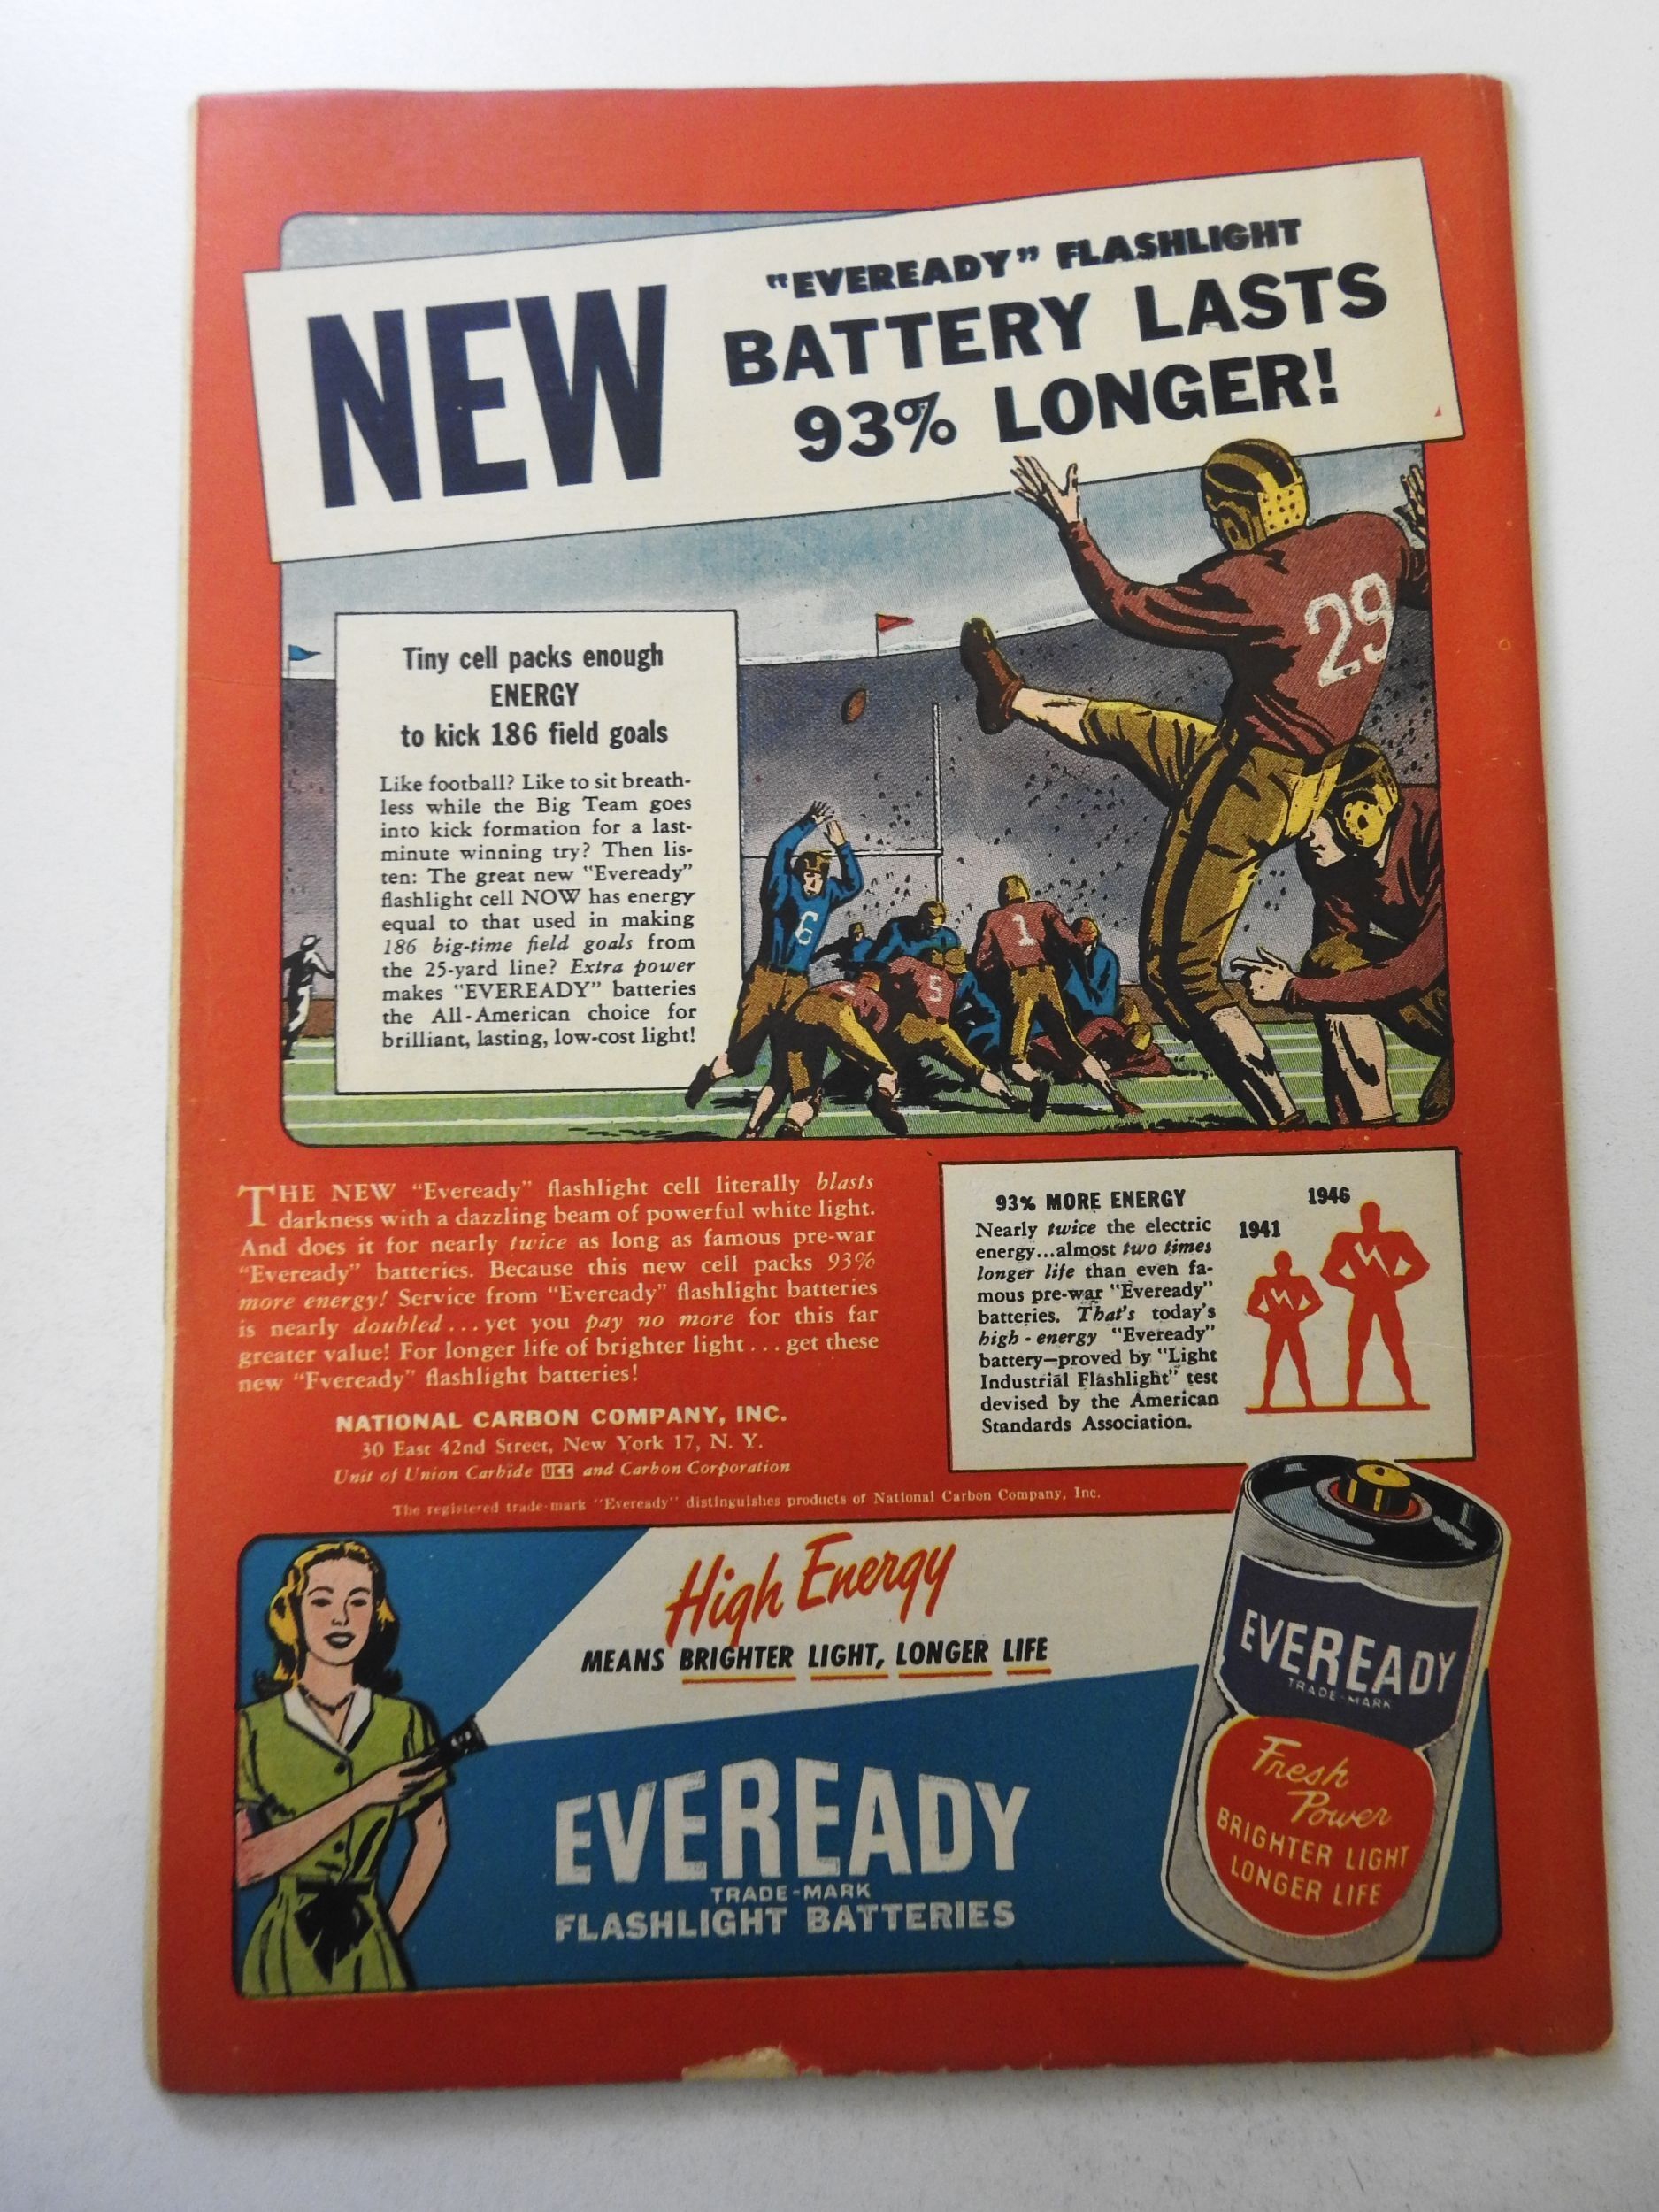 NEW
"EVEREADY" FLASHLIGHT
BATTERY LASTS
93% LONGER!
29
Tiny cell packs enough
ENERGY
to kick 186 field goals
Like football? Like to sit breath-
less while the Big Team goes
into kick formation for a last-
minute winning try? Then lis-
ten: The great new "Eveready"
flashlight cell NOW has energy
equal to that used in making
186 big-time field goals from
the 25-yard line? Extra power
makes "EVEREADY" batteries
the All-American choice for
brilliant, lasting, low-cost light!
6
5
1
THE NEW "Eveready" flashlight cell literally blasts
darkness with a dazzling beam of powerful white light.
And does it for nearly twice as long as famous pre-war
"Eveready" batteries. Because this new cell packs 93%
more energy! Service from "Eveready" flashlight batteries
is nearly doubled...yet you pay no more for this far
greater value! For longer life of brighter light...get these
new "Fveready" flashlight batteries!
NATIONAL CARBON COMPANY, INC.
30 East 42nd Street, New York 17, N. Y.
Unit of Union Carbide UCC and Carbon Corporation
The registered trade-mark "Eveready" distinguishes products of National Carbon Company, Inc.
93% MORE ENERGY
Nearly twice the electric
energy...almost two times
longer life than even fa-
mous pre-war "Eveready"
batteries. That's today's
high-energy "Eveready"
battery—proved by "Light
Industrial Flashlight" test
devised by the American
Standards Association.
1941
1946
High Energy
MEANS BRIGHTER LIGHT, LONGER LIFE
EVEREADY
TRADE-MARK
FLASHLIGHT BATTERIES
EVEREADY
TRADE-MARK
Fresh
Power
BRIGHTER LIGHT
LONGER LIFE